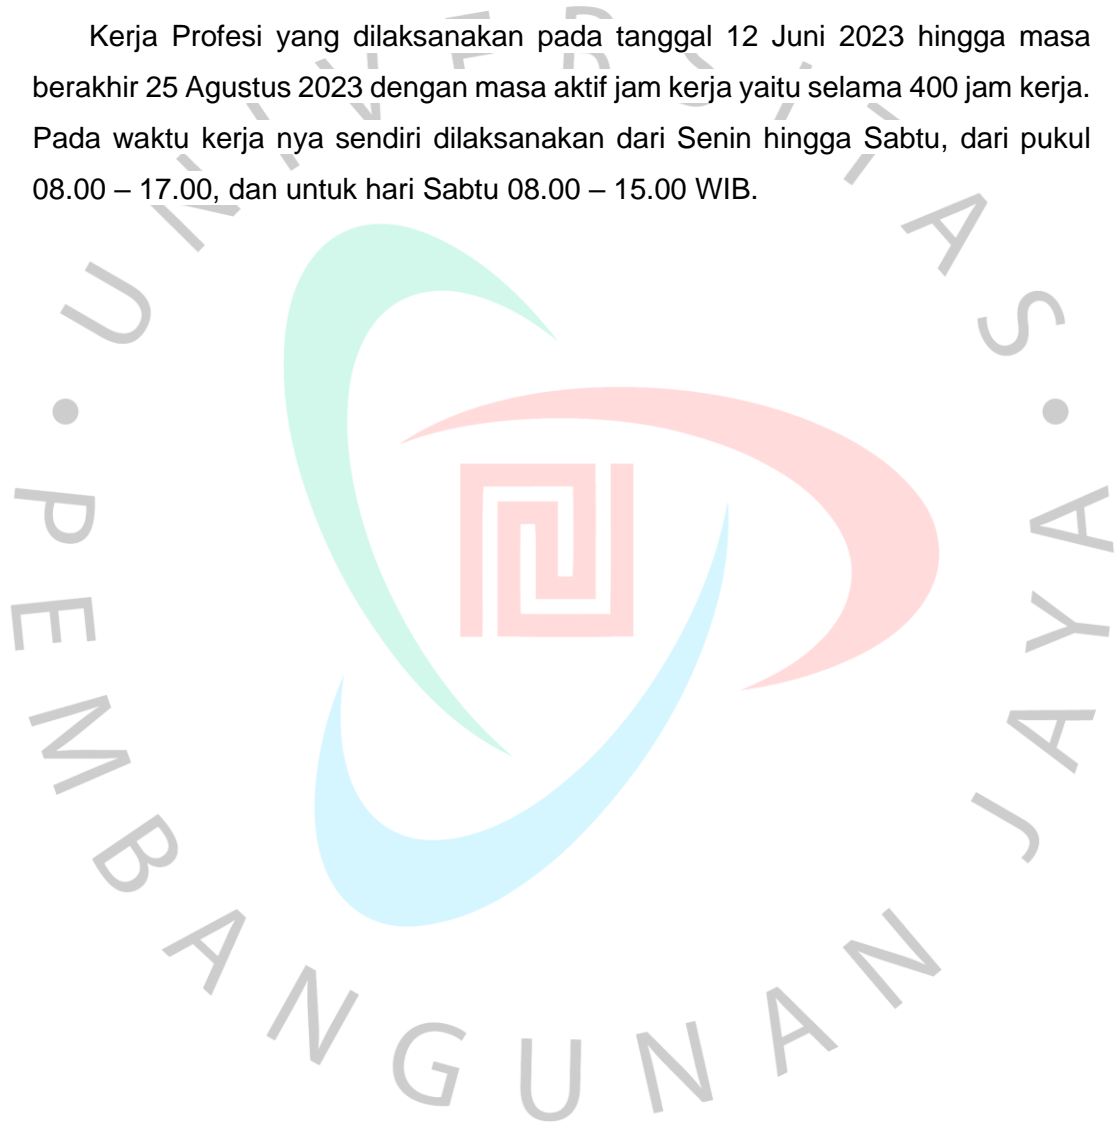 Kerja Profesi yang dilaksanakan pada tanggal 12 Juni 2023 hingga masa
berakhir 25 Agustus 2023 dengan masa aktif jam kerja yaitu selama 400 jam kerja.
Pada waktu kerja nya sendiri dilaksanakan dari Senin hingga Sabtu, dari pukul
08.00 – 17.00, dan untuk hari Sabtu 08.00 – 15.00 WIB.
UNIVERSITAS • PEMBANGUNAN JAYA •